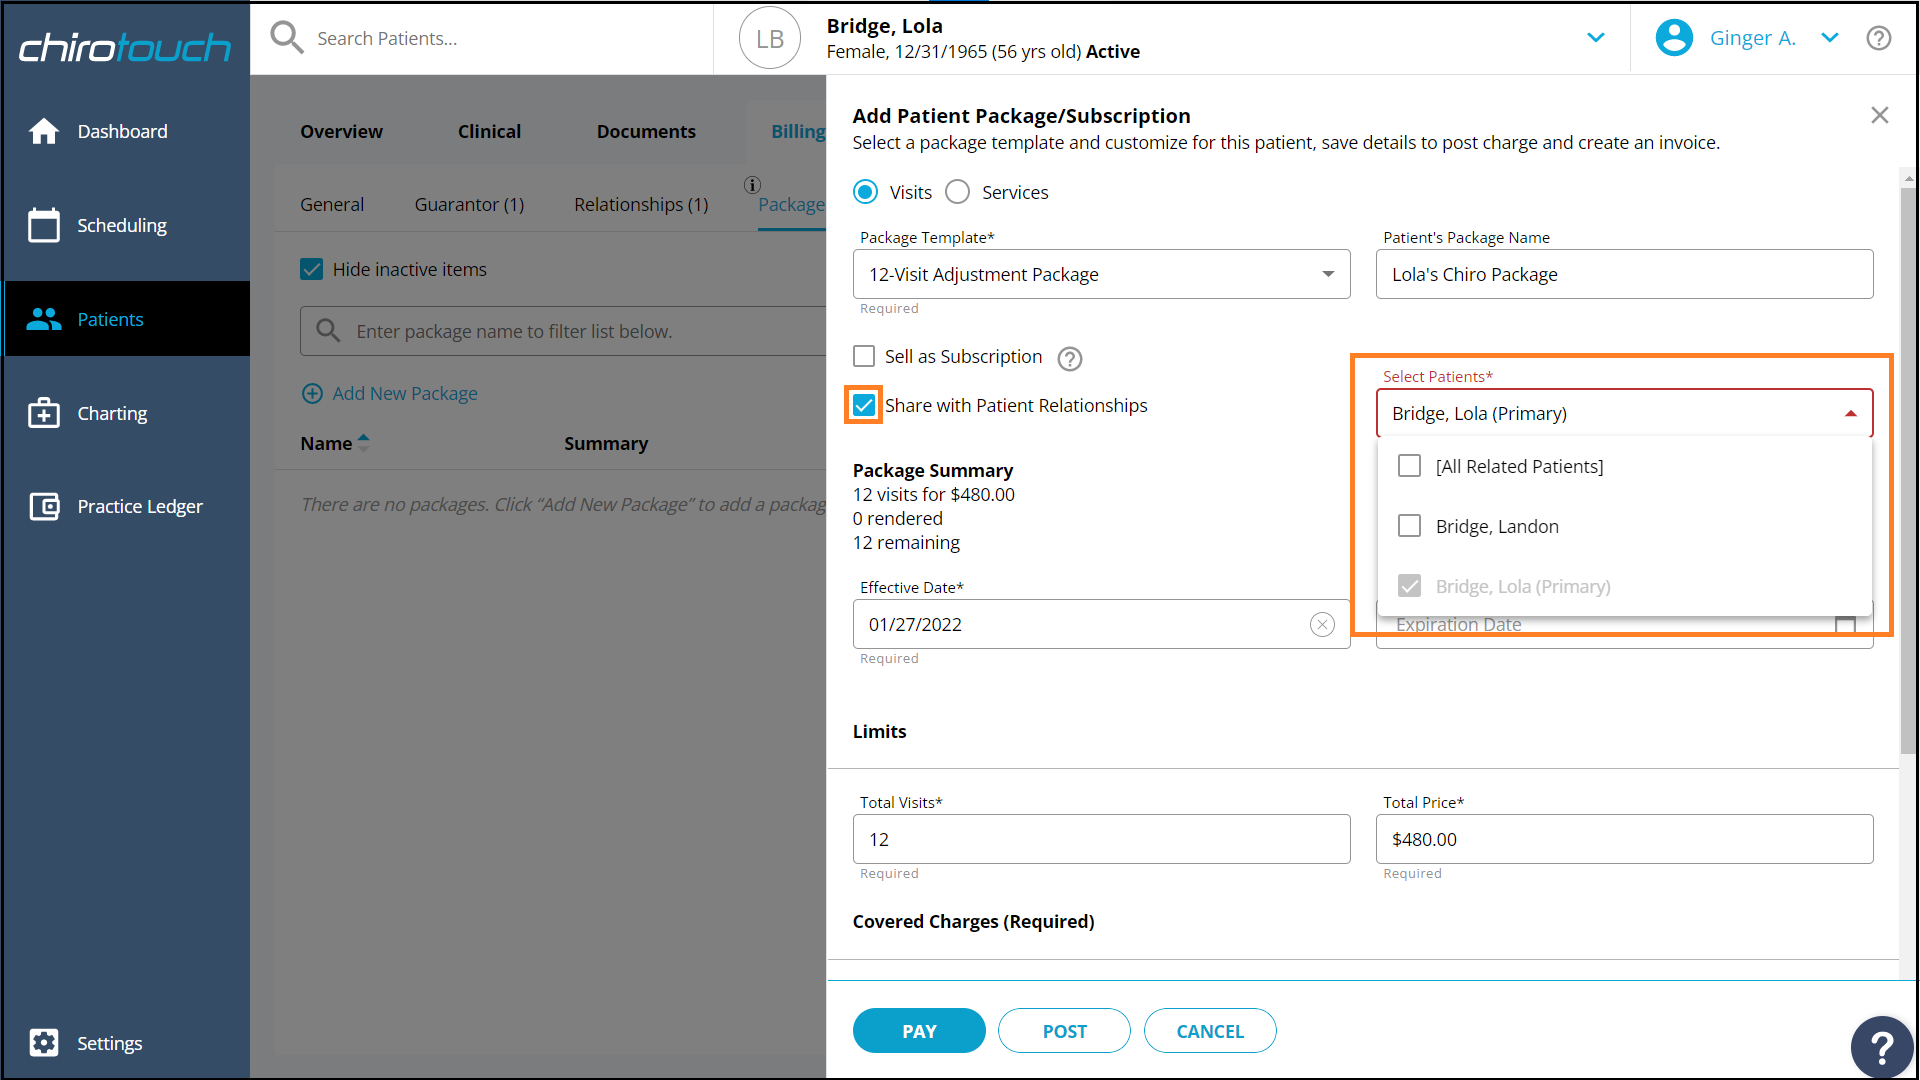 chirotouch
Search Patients...
LB
Bridge, Lola
Female, 12/31/1965 (56 yrs old) Active
Ginger A.
?
Dashboard
Scheduling
Patients
Charting
Practice Ledger
Settings
Overview
Clinical
Documents
Billing
General
Guarantor (1)
Relationships (1)
i
Package
Hide inactive items
Enter package name to filter list below.
Add New Package
Name
Summary
There are no packages. Click “Add New Package” to add a packag
Add Patient Package/Subscription
Select a package template and customize for this patient, save details to post charge and create an invoice.
Visits
Services
Package Template*
12-Visit Adjustment Package
Required
Patient's Package Name
Lola's Chiro Package
Sell as Subscription
?
Share with Patient Relationships
Select Patients*
Bridge, Lola (Primary)
[All Related Patients]
Bridge, Landon
Bridge, Lola (Primary)
Package Summary
12 visits for $480.00
0 rendered
12 remaining
Effective Date*
01/27/2022
Required
Expiration Date
Limits
Total Visits*
12
Required
Total Price*
$480.00
Required
Covered Charges (Required)
PAY
POST
CANCEL
?